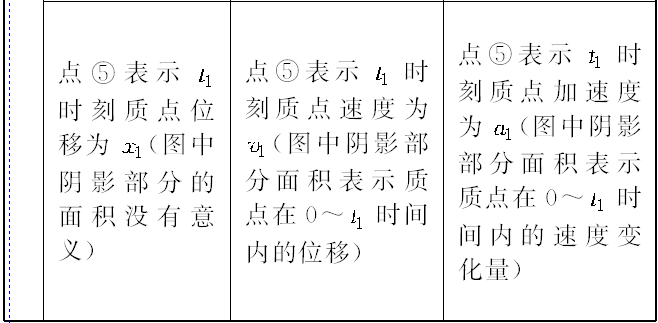 点⑤表示 t₁
时刻质点位
移为 x₁(图中
阴影部分的
面积没有意
义)
点⑤表示 t₁ 时
刻质点速度为
v₁(图中阴影部
分面积表示质
点在0～t₁ 时间
内的位移)
点⑤表示 t₁ 时
刻质点加速度
为 a₁(图中阴影
部分面积表示
质点在0～t₁ 时
间内的速度变
化量)